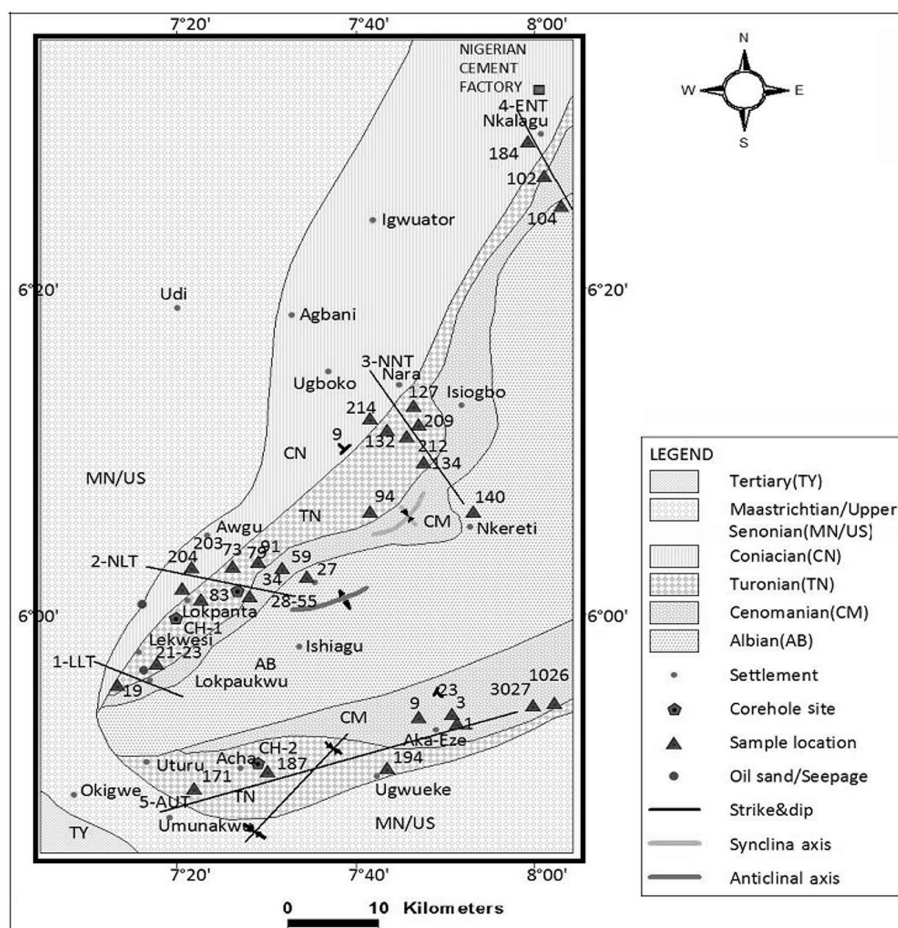 7°20'
7°40'
8°00'
NIGERIAN
CEMENT
FACTORY
N
W
E
S
4-ENT
Nkalagu
184
102
104
Igwuator
6°20'
6°20'
Udi
Agbani
3-NNT
Nara
Ugboko
Isiogbo
127
214
209
9
132
212
134
CN
MN/US
94
140
TN
CM
Nkereti
Awgu
203
91
204
73
79
59
2-NLT
34
27
83
28-55
Lokpanta
6°00'
6°00'
CH-1
Lekwesi
21-23
Ishiagu
1-LLT
AB
Lokpaukwu
19
23
3027
1026
9
3
CM
1
Aka-Eze
CH-2
Uturu
Acha
187
194
171
Okigwe
Ugwueke
5-AUT
TN
Umunakwu
MN/US
TY
7°20'
7°40'
8°00'
0 10 Kilometers
LEGEND
Tertiary(TY)
Maastrichtian/Upper
Senonian(MN/US)
Coniacian(CN)
Turonian(TN)
Cenomanian(CM)
Albian(AB)
Settlement
Corehole site
Sample location
Oil sand/Seepage
Strike&dip
Synclina axis
Anticlinal axis